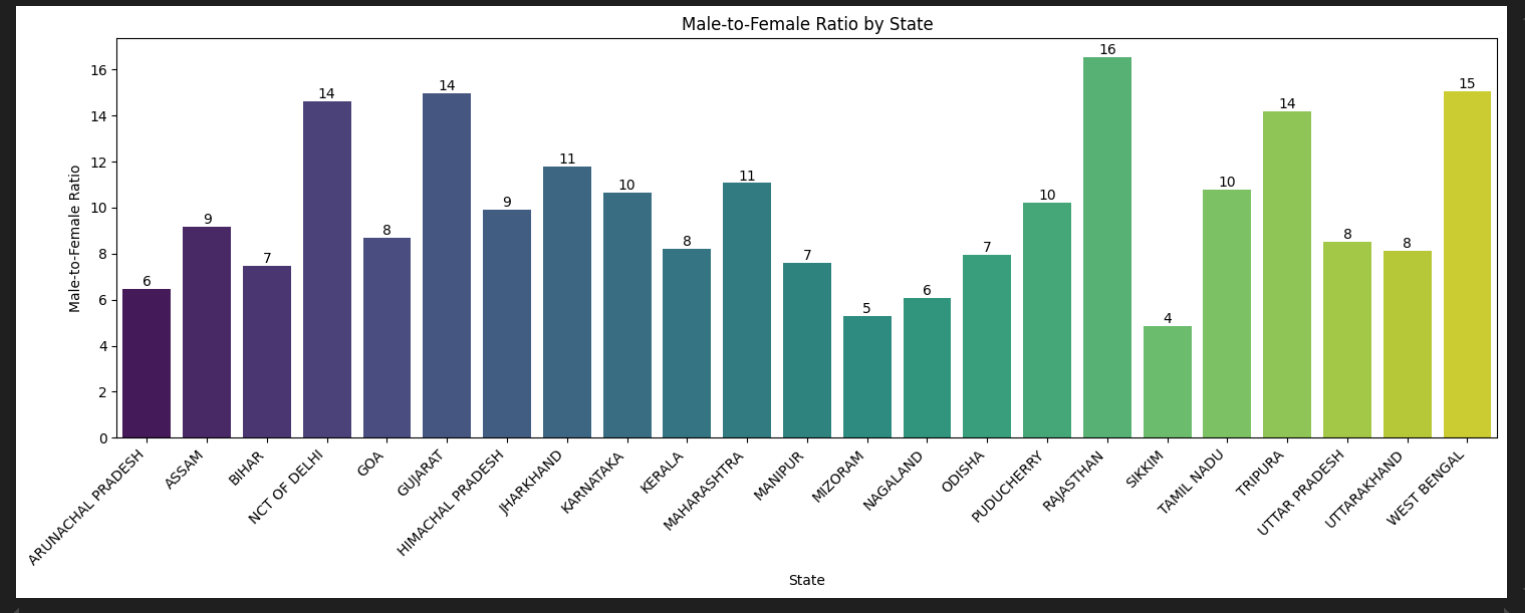 Male-to-Female Ratio by State
Male-to-Female Ratio
16
14
12
10
8
6
4
2
0
6
9
7
14
8
14
9
11
10
8
11
7
5
6
7
10
16
4
10
14
8
8
15
ARUNACHAL PRADESH
ASSAM
BIHAR
NCT OF DELHI
GOA
GUJARAT
HIMACHAL PRADESH
JHARKHAND
KARNATAKA
KERALA
MAHARASHTRA
MANIPUR
MIZORAM
NAGALAND
ODISHA
PUDUCHERRY
RAJASTHAN
SIKKIM
TAMIL NADU
TRIPURA
UTTAR PRADESH
UTTARAKHAND
WEST BENGAL
State